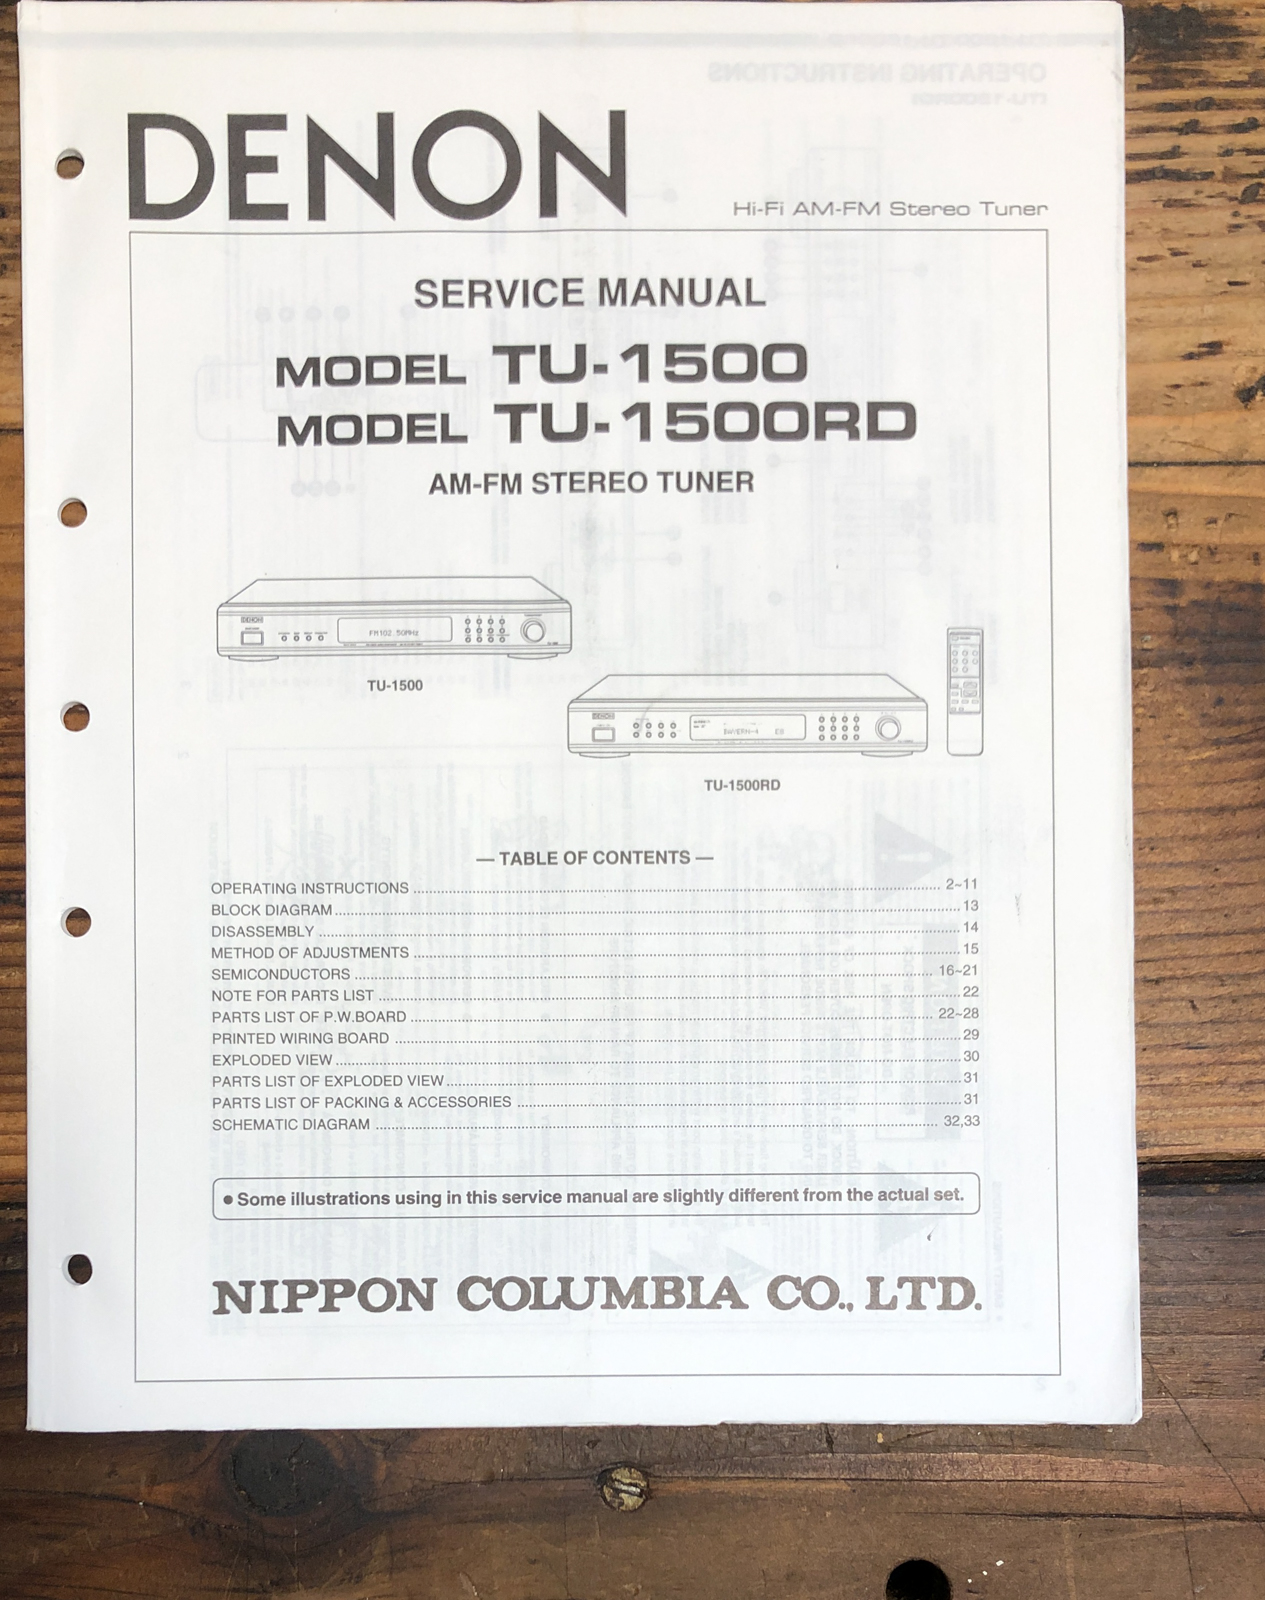 DENON
Hi-Fi AM-FM Stereo Tuner
SERVICE MANUAL
MODEL TU-1500
MODEL TU-1500RD
AM-FM STEREO TUNER
DENON
FM102.50MHz
TU-1500
DENON
TU-1500RD
— TABLE OF CONTENTS —
OPERATING INSTRUCTIONS ........ 2~11
BLOCK DIAGRAM ........ 13
DISASSEMBLY ........ 14
METHOD OF ADJUSTMENTS ........ 15
SEMICONDUCTORS ........ 16~21
NOTE FOR PARTS LIST ........ 22
PARTS LIST OF P.W.BOARD ........ 22~28
PRINTED WIRING BOARD ........ 29
EXPLODED VIEW ........ 30
PARTS LIST OF EXPLODED VIEW ........ 31
PARTS LIST OF PACKING & ACCESSORIES ........ 31
SCHEMATIC DIAGRAM ........ 32,33
● Some illustrations using in this service manual are slightly different from the actual set.
NIPPON COLUMBIA CO., LTD.